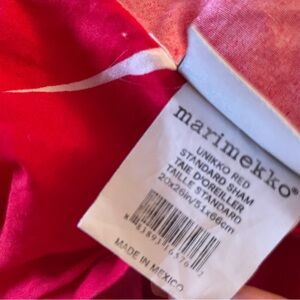 marimekko®
UNIKKO RED
STANDARD SHAM
TAIE D'OREILLER
TAILLE STANDARD
20x26in/51x66cm
MADE IN MEXICO